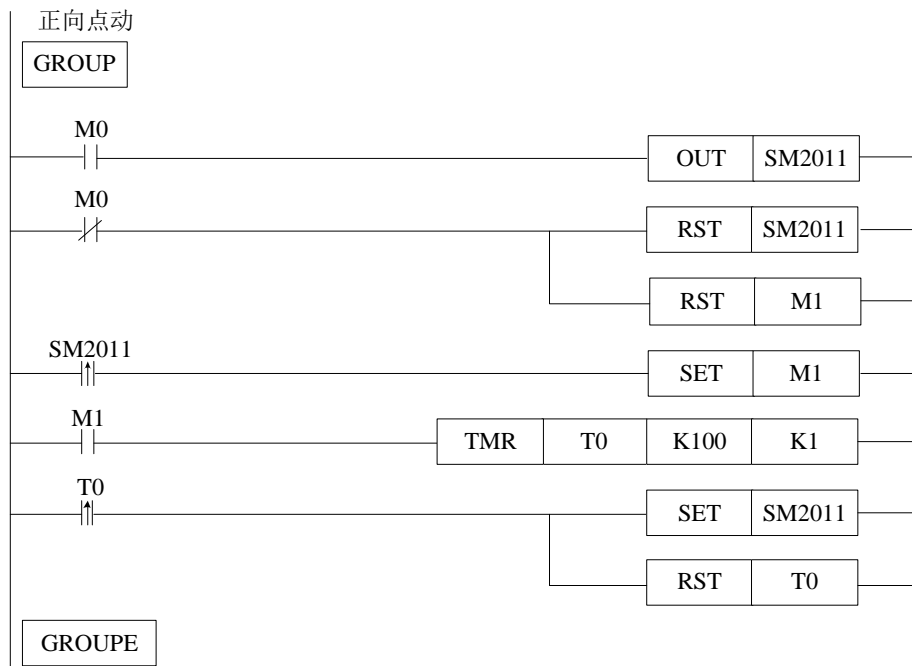 正向点动
GROUP
M0
OUT SM2011
M0
RST SM2011
RST M1
SM2011
SET M1
M1
TMR T0 K100 K1
T0
SET SM2011
RST T0
GROUPE